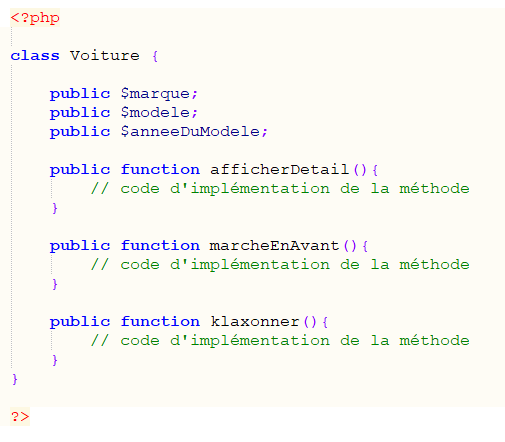 <?php
class Voiture {
public $marque;
public $modele;
public $anneeDuModele;
public function afficherDetail(){
// code d'implémentation de la méthode
}
public function marcheEnAvant(){
// code d'implémentation de la méthode
}
public function klaxonner(){
// code d'implémentation de la méthode
}
}
?>